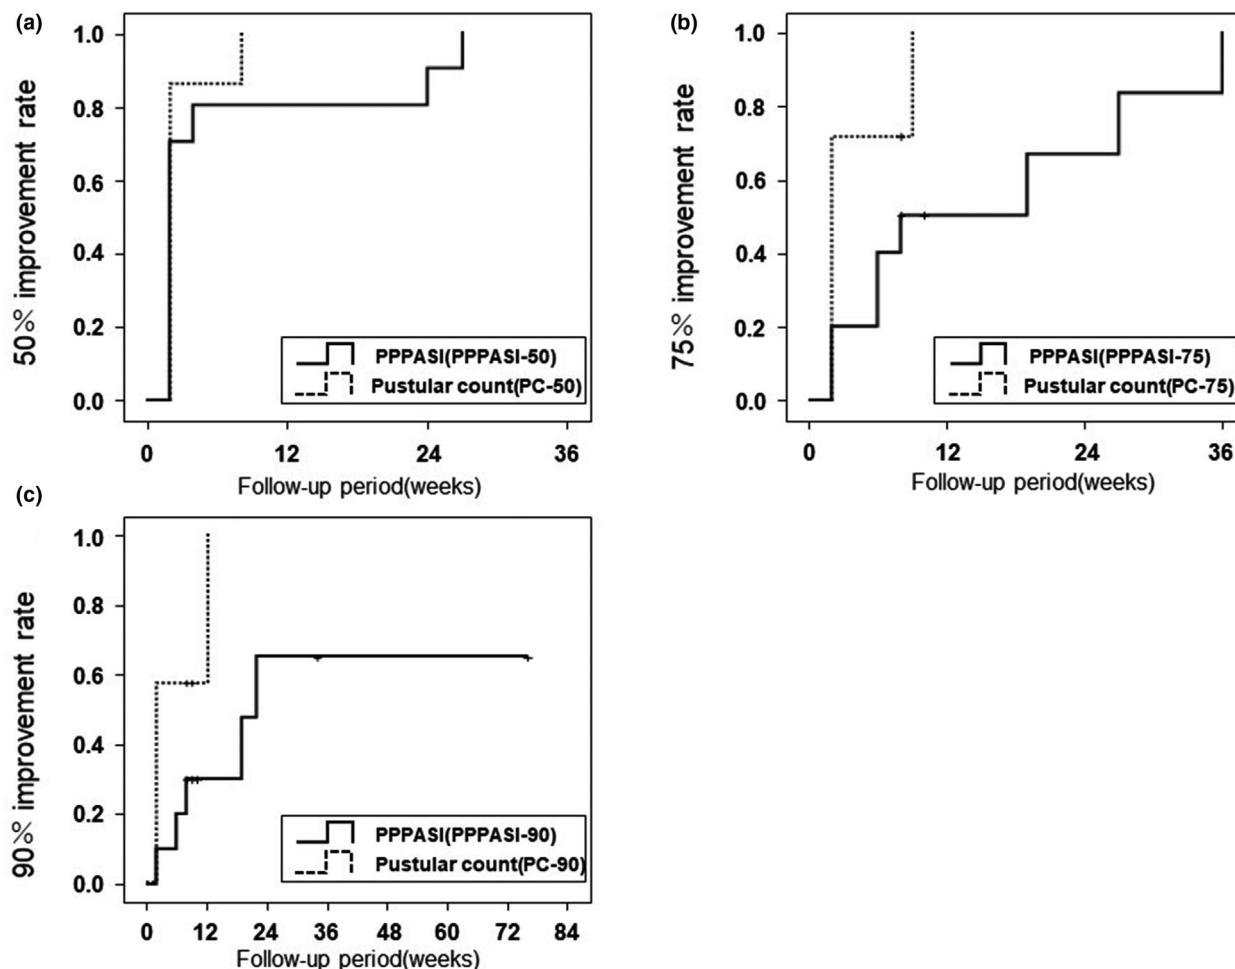 (a)
1.0
0.8
0.6
0.4
0.2
0.0
50% improvement rate
PPPASI(PPPASI-50)
Pustular count(PC-50)
0 12 24 36
Follow-up period(weeks)
(b)
1.0
0.8
0.6
0.4
0.2
0.0
75% improvement rate
PPPASI(PPPASI-75)
Pustular count(PC-75)
0 12 24 36
Follow-up period(weeks)
(c)
1.0
0.8
0.6
0.4
0.2
0.0
90% improvement rate
PPPASI(PPPASI-90)
Pustular count(PC-90)
0 12 24 36 48 60 72 84
Follow-up period(weeks)